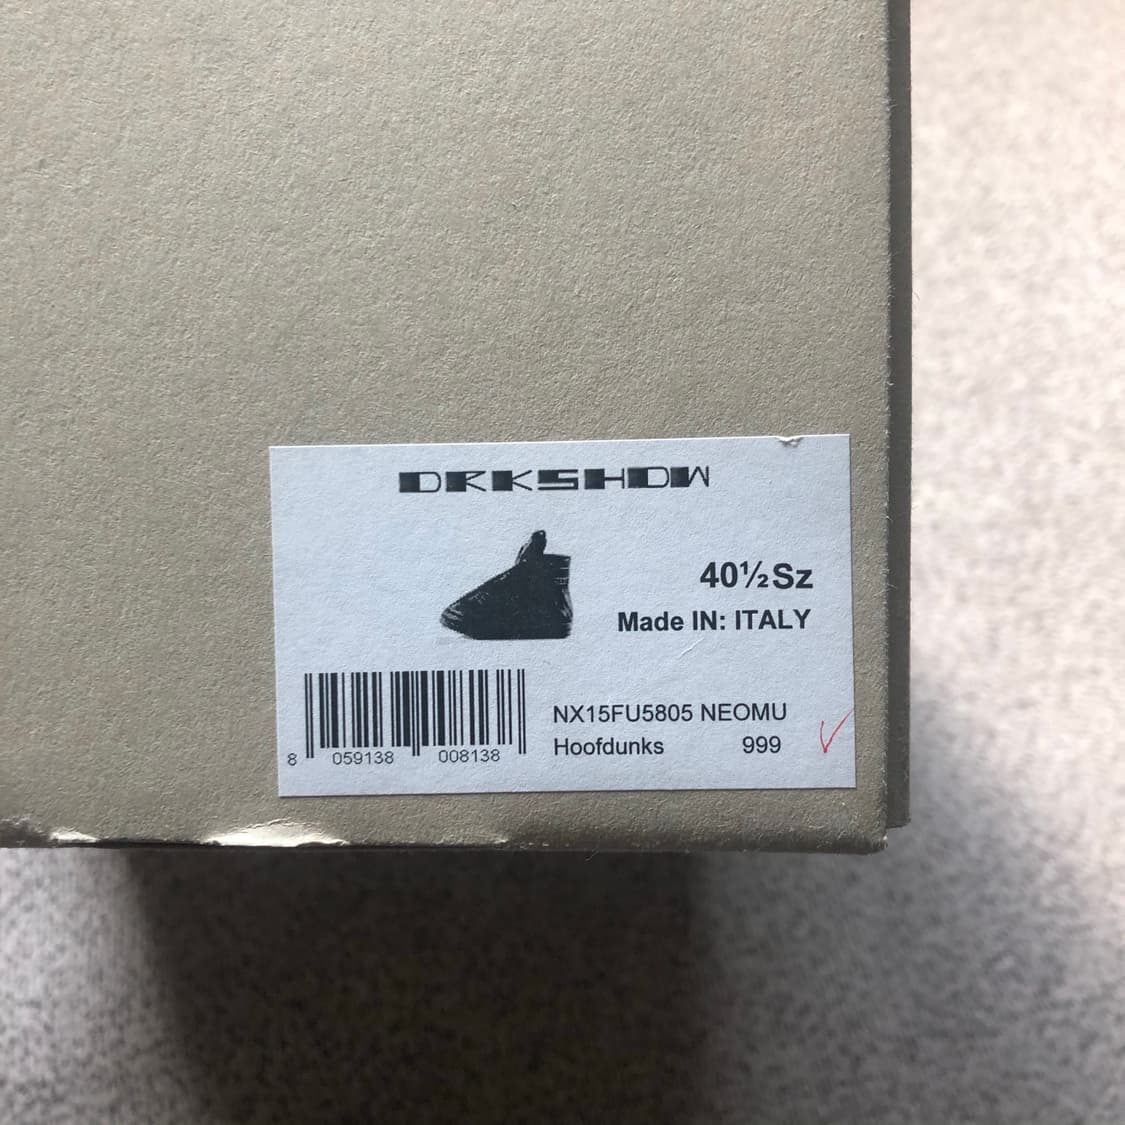 DRKSHDW
40½Sz
Made IN: ITALY
NX15FU5805 NEOMU
Hoofdunks 999
8 059138 008138